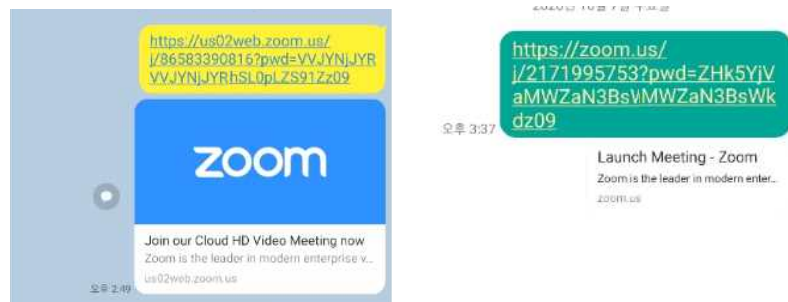 https://us02web.zoom.us/
j/86583390816?pwd=VVJYNjJYR
VVJYNjJYRhSL0pLZS91Zz09
zoom
Join our Cloud HD Video Meeting now
Zoom is the leader in modern enterprise v...
us02web.zoom.us
오후 2:49
https://zoom.us/
j/2171995753?pwd=ZHk5YjV
aMWZaN3BsWMWZaN3BsWk
dz09
오후 3:37
Launch Meeting - Zoom
Zoom is the leader in modern enter...
zoom.us